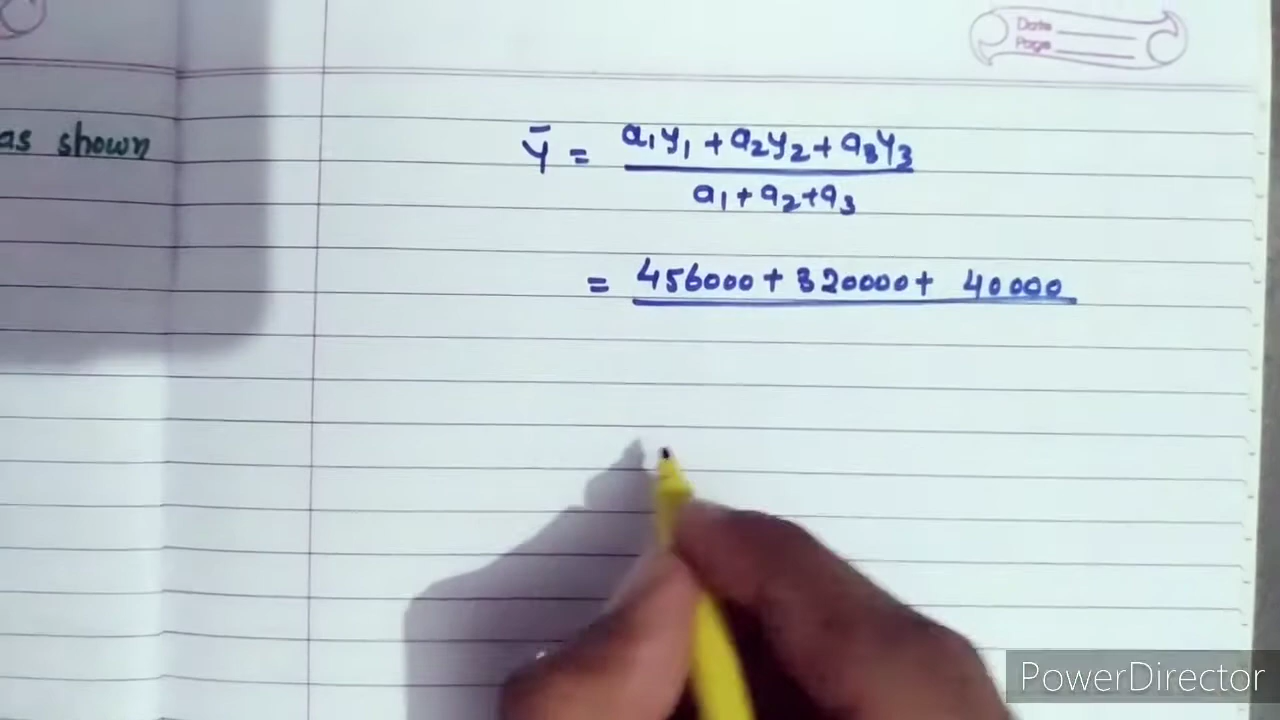 Date
Page
as shown
Ȳ = a₁y₁ + a₂y₂ + a₃y₃
a₁ + a₂ + a₃
= 456000 + 320000 + 40000
PowerDirector